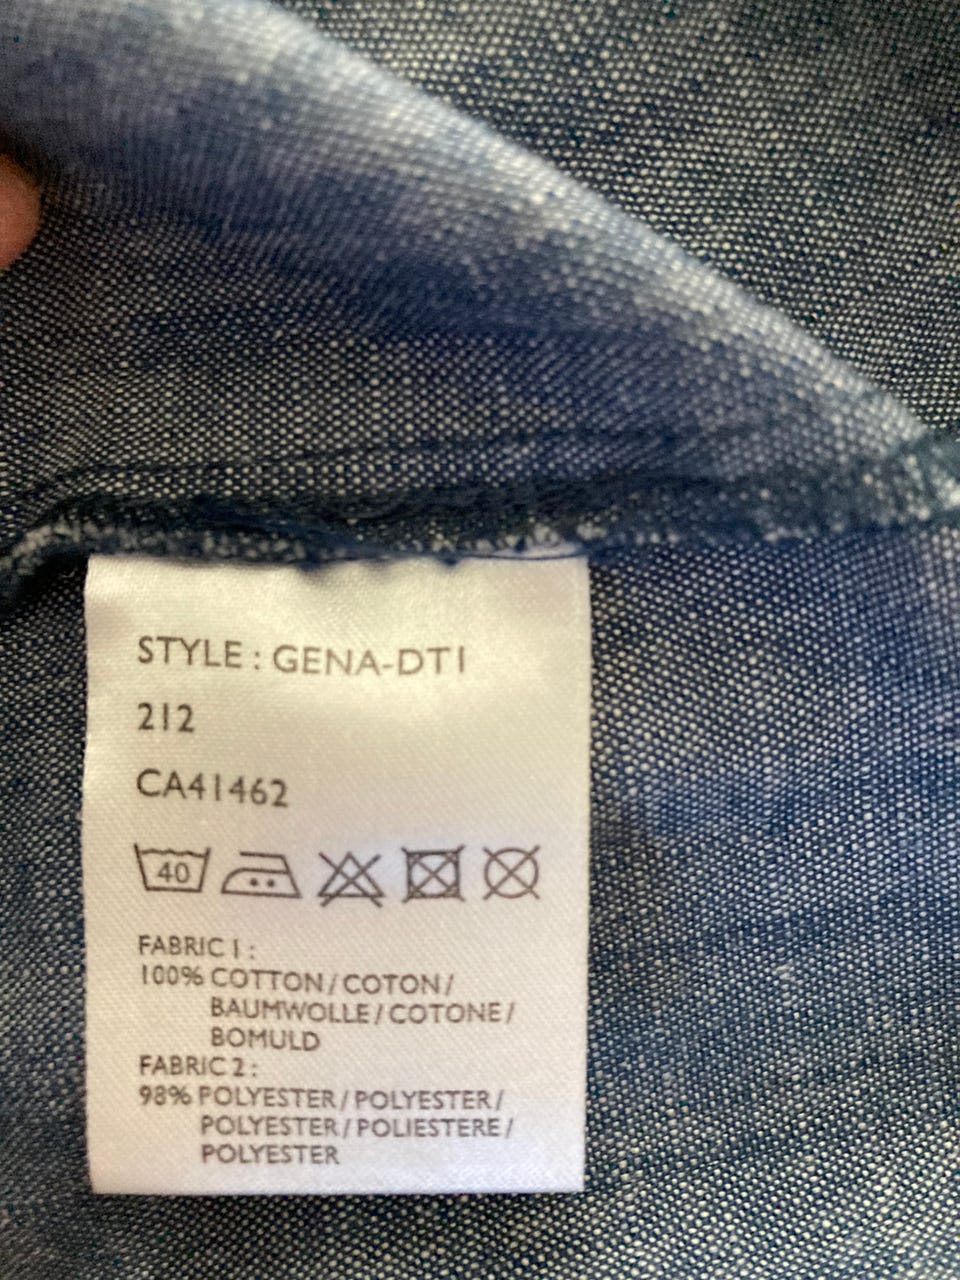 STYLE : GENA-DT1
212
CA41462
40
FABRIC 1 :
100% COTTON / COTON /
BAUMWOLLE / COTONE /
BOMULD
FABRIC 2 :
98% POLYESTER / POLYESTER /
POLYESTER / POLIESTERE /
POLYESTER